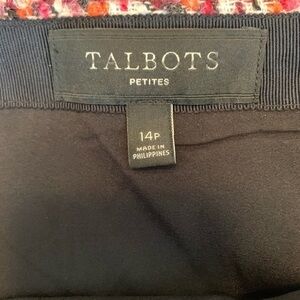 TALBOTS
PETITES
14P
MADE IN
PHILIPPINES